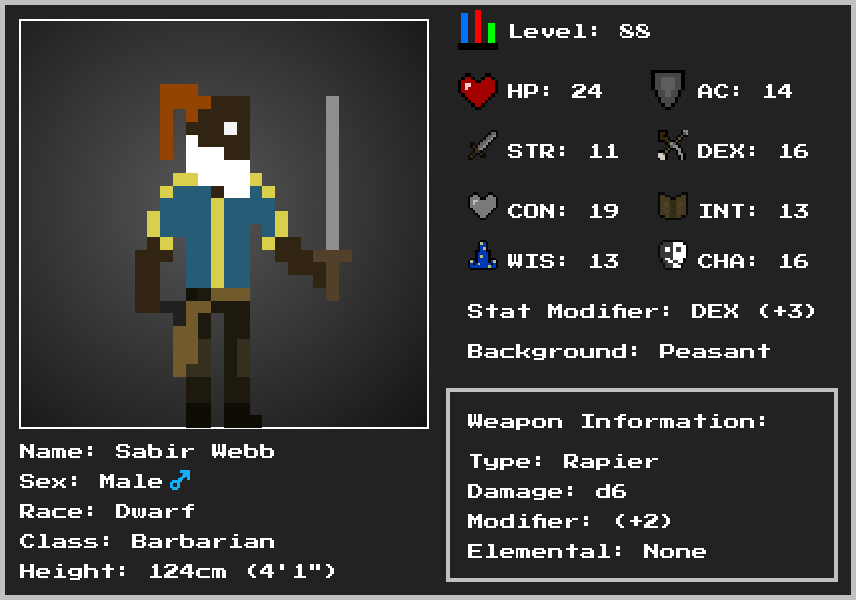 Level: 88
HP: 24
AC: 14
STR: 11
DEX: 16
CON: 19
INT: 13
WIS: 13
CHA: 16
Stat Modifier: DEX (+3)
Background: Peasant
Weapon Information:
Type: Rapier
Damage: d6
Modifier: (+2)
Elemental: None
Name: Sabir Webb
Sex: Male♂
Race: Dwarf
Class: Barbarian
Height: 124cm (4'1")